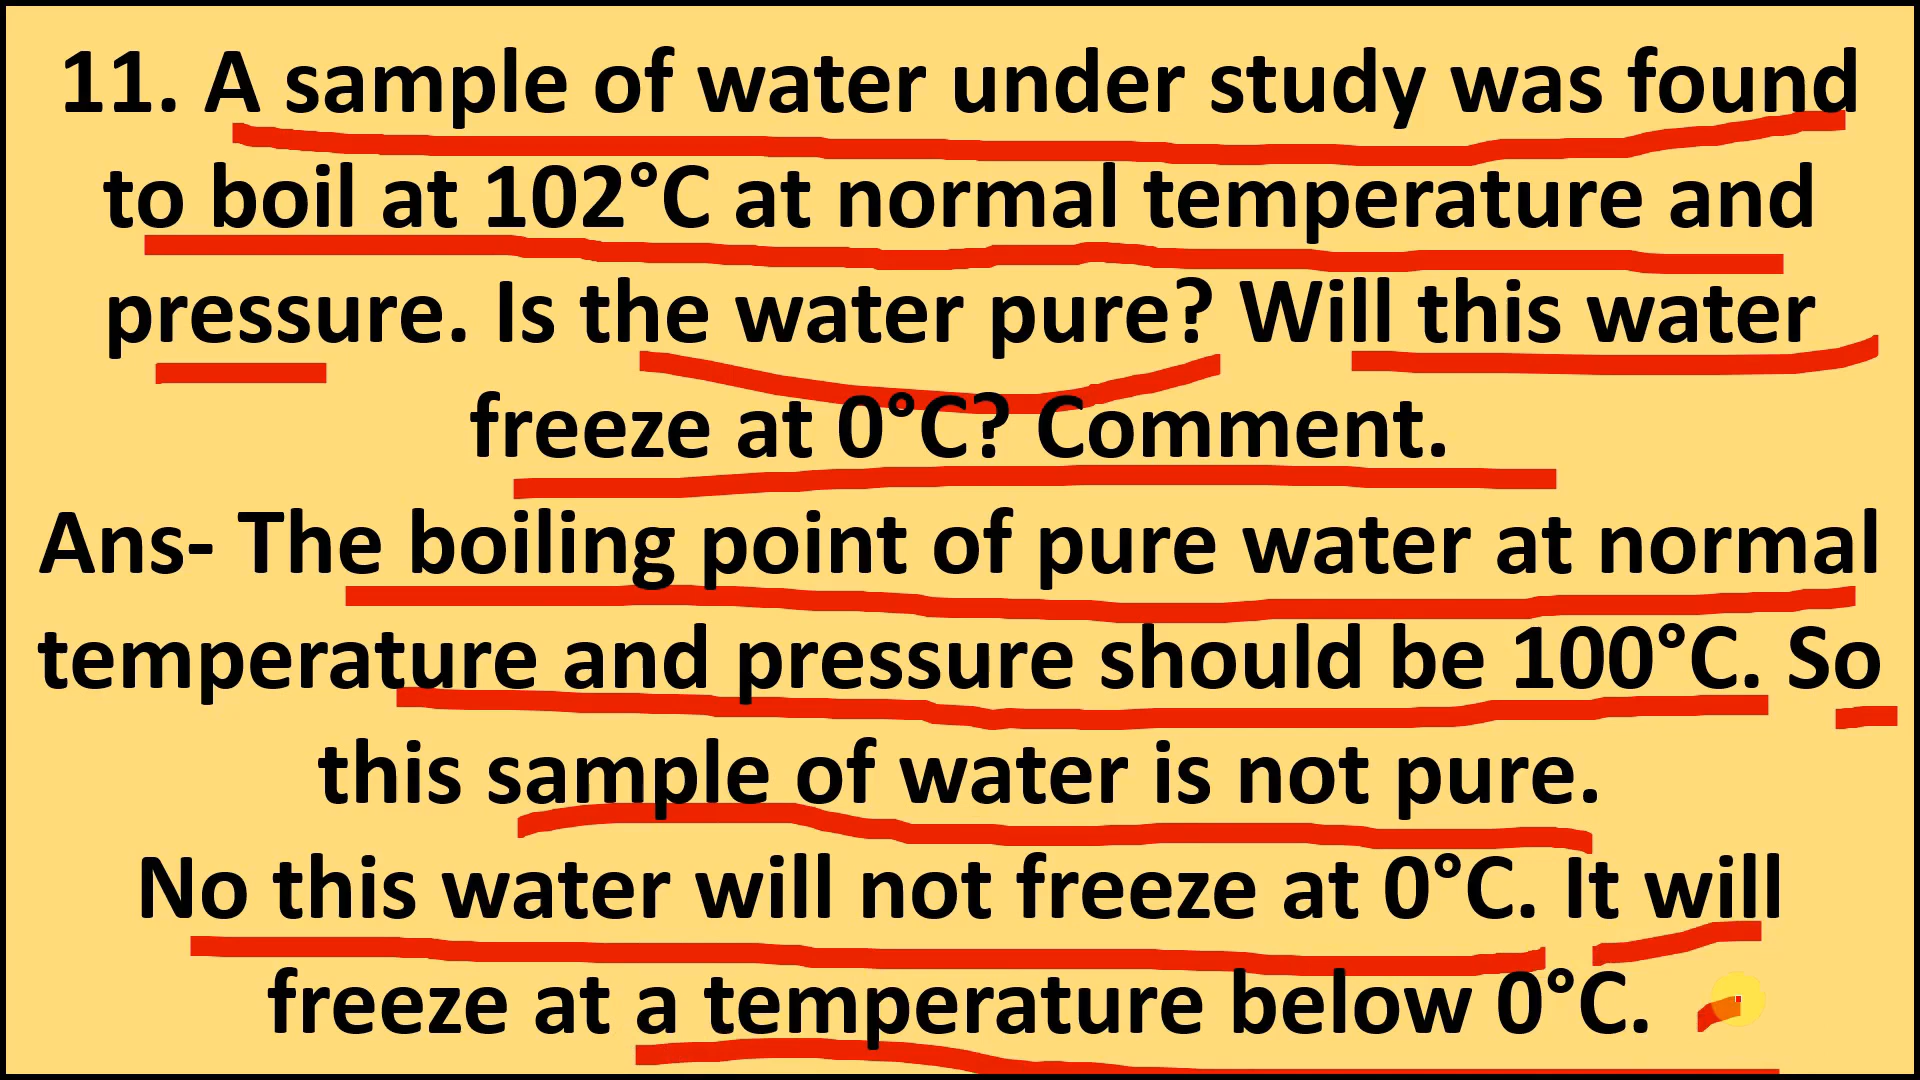 11. A sample of water under study was found
to boil at 102°C at normal temperature and
pressure. Is the water pure? Will this water
freeze at 0°C? Comment.
Ans- The boiling point of pure water at normal
temperature and pressure should be 100°C. So
this sample of water is not pure.
No this water will not freeze at 0°C. It will
freeze at a temperature below 0°C.